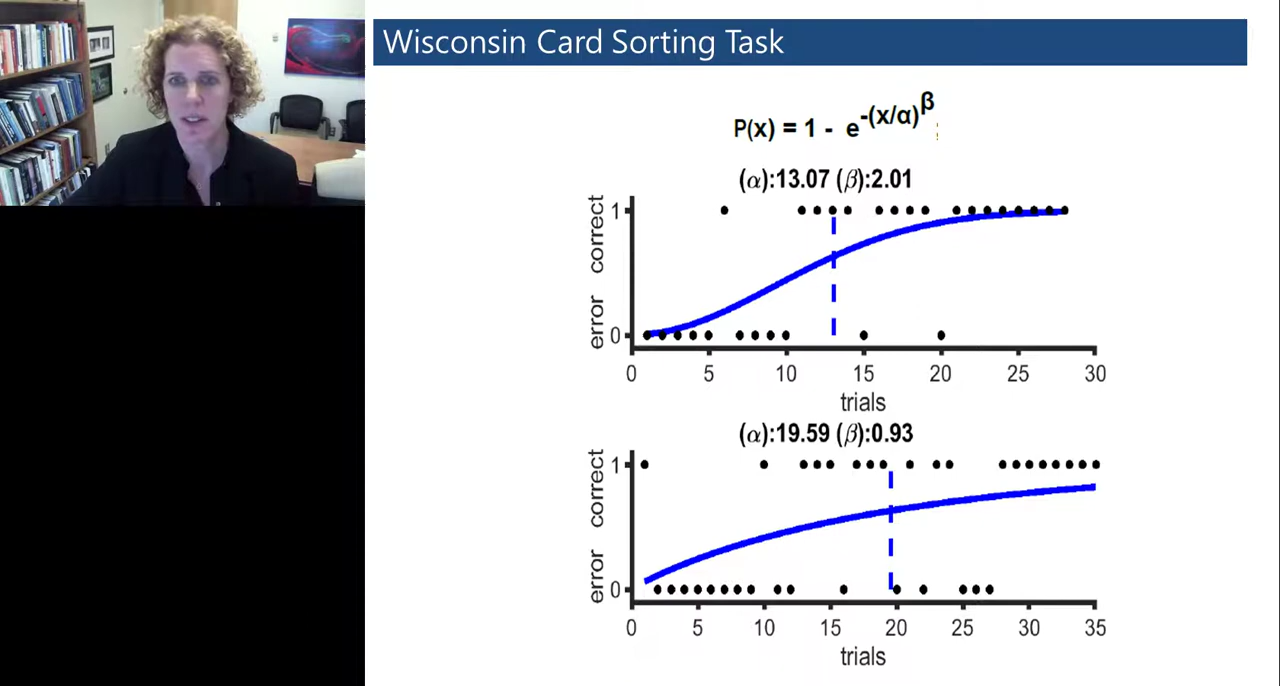 Wisconsin Card Sorting Task
P(x) = 1 - e^-(x/α)^β
(α):13.07 (β):2.01
1
correct
error
0
0 5 10 15 20 25 30
trials
(α):19.59 (β):0.93
1
correct
error
0
0 5 10 15 20 25 30 35
trials